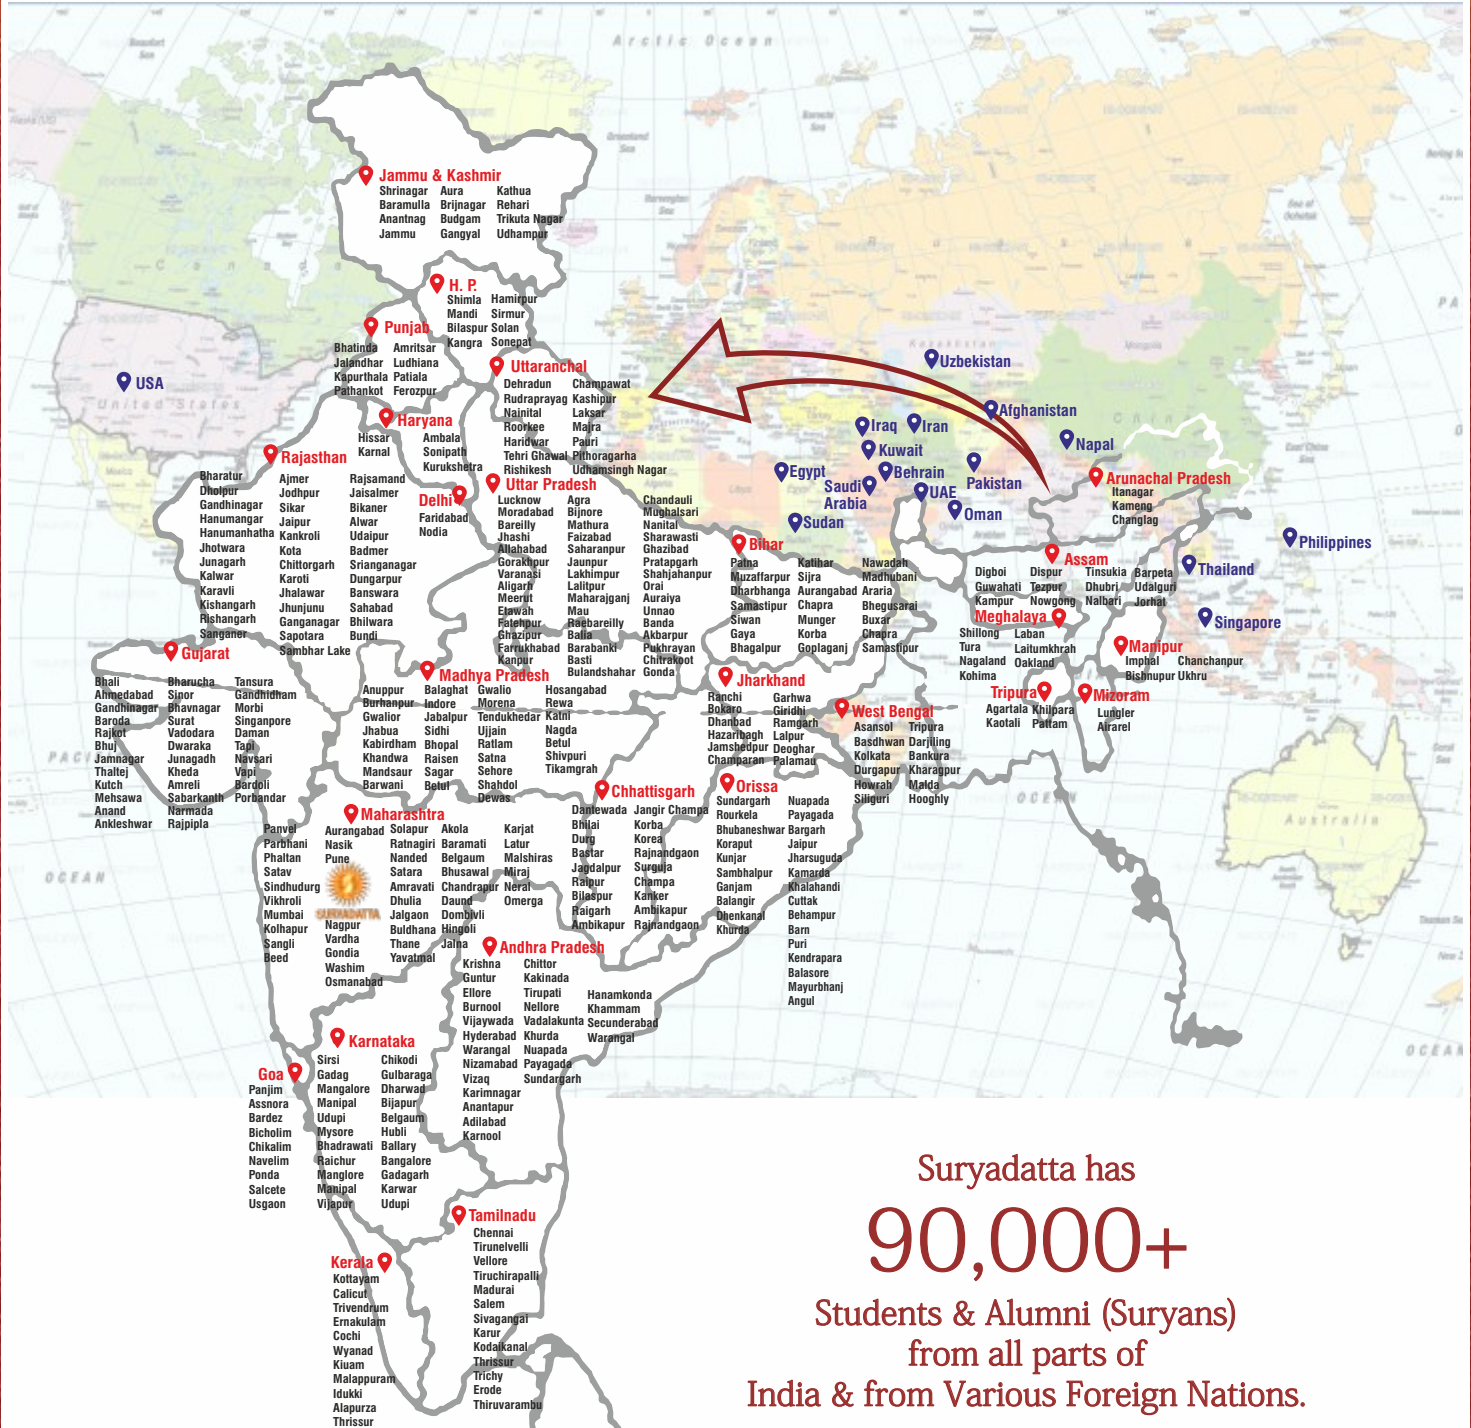 Arctic Ocean
Jammu & Kashmir
Shrinagar Aura Kathua
Baramulla Brijnagar Rehari
Anantnag Budgam Trikuta Nagar
Jammu Gangyal Udhampur
H. P.
Shimla Hamirpur
Mandi Sirmur
Bilaspur Solan
Kangra Sonepat
Punjab
Bhatinda Amritsar
Jalandhar Ludhiana
Kapurthala Patiala
Pathankot Ferozpur
Uttaranchal
Dehradun Champawat
Rudraprayag Kashipur
Nainital Laksar
Roorkee Majra
Haridwar Pauri
Tehri Ghawal Pithoragarha
Rishikesh Udhamsingh Nagar
USA
United States
Canada
Haryana
Hissar Ambala
Karnal Sonipath
Kurukshetra
Delhi
Faridabad
Nodia
Rajasthan
Bharatur Ajmer Rajsamand
Dholpur Jodhpur Jaisalmer
Gandhinagar Sikar Bikaner
Hanumangar Jaipur Alwar
Hanumanhatha Kankroli Udaipur
Jhotwara Kota Badmer
Junagarh Chittorgarh Srianganagar
Kalwar Karoti Dungarpur
Karavli Jhalawar Banswara
Kishangarh Jhunjunu Sahabad
Rishangarh Ganganagar Bhilwara
Sanganer Sapotara Bundi
Sambhar Lake
Uttar Pradesh
Lucknow Agra Chandauli
Moradabad Bijnore Mughalsari
Bareilly Mathura Nanital
Jhashi Faizabad Sharawasti
Allahabad Saharanpur Ghazibad
Gorakhpur Jaunpur Pratapgarh
Varanasi Lakhimpur Shahjahanpur
Aligarh Lalitpur Orai
Meerut Maharajganj Auraiya
Etawah Mau Unnao
Fatehpur Raebareilly Banda
Ghazipur Balia Akbarpur
Farrukhabad Barabanki Pukhrayan
Kanpur Basti Chitrakoot
Bulandshahar Gonda
Uzbekistan
Afghanistan
Iraq
Iran
Napal
Kuwait
Egypt
Behrain
Pakistan
Saudi
Arabia
UAE
Oman
Sudan
Philippines
Thailand
Singapore
Arunachal Pradesh
Itanagar
Kameng
Changlag
Bihar
Patna Katihar Nawadah
Muzaffarpur Sijra Madhubani
Dharbhanga Aurangabad Araria
Samastipur Chapra Bhegusarai
Siwan Munger Buxar
Gaya Korba Chapra
Bhagalpur Goplaganj Samastipur
Assam
Digboi Dispur Tinsukia Barpeta
Guwahati Tezpur Dhubri Udalguri
Kampur Nowgong Nalbari Jorhat
Meghalaya
Shillong Laban
Tura Laitumkhrah
Nagaland Oakland
Kohima
Manipur
Imphal Chanchanpur
Bishnupur Ukhru
Tripura
Agartala Khilpara
Kaotali Pattam
Mizoram
Lungler
Airarel
Gujarat
Bhali Bharucha Tansura
Ahmedabad Sinor Gandhidham
Gandhinagar Bhavnagar Morbi
Baroda Surat Singanpore
Rajkot Vadodara Daman
Bhuj Dwaraka Tapi
Jamnagar Junagadh Navsari
Thaltej Kheda Vapi
Kutch Amreli Bardoli
Mehsawa Sabarkanth Porbandar
Anand Narmada
Ankleshwar Rajpipla
Madhya Pradesh
Anuppur Balaghat Gwalio Hosangabad
Burhanpur Indore Morena Rewa
Gwalior Jabalpur Tendukhedar Katni
Jhabua Sidhi Ujjain Nagda
Kabirdham Bhopal Ratlam Betul
Khandwa Raisen Satna Shivpuri
Mandsaur Sagar Sehore Tikamgrah
Barwani Betul Shahdol
Dewas
Jharkhand
Ranchi Garhwa
Bokaro Giridhi
Dhanbad Ramgarh
Hazaribagh Lalpur
Jamshedpur Deoghar
Champaran Palamau
West Bengal
Asansol Tripura
Basdhwan Darjiling
Kolkata Bankura
Durgapur Kharagpur
Howrah Malda
Siliguri Hooghly
Chhattisgarh
Dantewada Jangir Champa
Bhilai Korba
Durg Korea
Bastar Rajnandgaon
Jagdalpur Surguja
Raipur Champa
Bilaspur Kanker
Raigarh Ambikapur
Ambikapur Rajnandgaon
Orissa
Sundargarh Nuapada
Rourkela Payagada
Bhubaneshwar Bargarh
Koraput Jaipur
Kunjar Jharsuguda
Sambhalpur Kamarda
Ganjam Khalahandi
Balangir Cuttak
Dhenkanal Behampur
Khurda Barn
Puri
Kendrapara
Balasore
Mayurbhanj
Angul
Maharashtra
Panvel Aurangabad Solapur Akola Karjat
Parbhani Nasik Ratnagiri Baramati Latur
Phaltan Pune Nanded Belgaum Malshiras
Satav Satara Bhusawal Miraj
Sindhudurg Amravati Chandrapur Neral
Vikhroli Dhulia Daund Omerga
Mumbai SURYADATTA Jalgaon Dombivli
Kolhapur Nagpur Buldhana Hingoli
Sangli Vardha Thane Jalna
Beed Gondia Yavatmal
Washim
Osmanabad
Andhra Pradesh
Krishna Chittor
Guntur Kakinada
Ellore Tirupati Hanamkonda
Burnool Nellore Khammam
Vijaywada Vadalakunta Secunderabad
Hyderabad Khurda Warangal
Warangal Nuapada
Nizamabad Payagada
Vizaq Sundargarh
Karimnagar
Anantapur
Adilabad
Karnool
Karnataka
Sirsi Chikodi
Gadag Gulbaraga
Mangalore Dharwad
Manipal Bijapur
Udupi Belgaum
Mysore Hubli
Bhadrawati Ballary
Raichur Bangalore
Manglore Gadagarh
Manipal Karwar
Vijapur Udupi
Goa
Panjim
Assnora
Bardez
Bicholim
Chikalim
Navelim
Ponda
Salcete
Usgaon
Tamilnadu
Chennai
Tirunelvelli
Vellore
Tiruchirapalli
Madurai
Salem
Sivagangai
Karur
Kodaikanal
Thrissur
Trichy
Erode
Thiruvarambu
Kerala
Kottayam
Calicut
Trivendrum
Ernakulam
Cochi
Wyanad
Kiuam
Malappuram
Idukki
Alapurza
Thrissur
OCEAN
OCEAN
Australia
OCEAN
Suryadatta has
90,000+
Students & Alumni (Suryans)
from all parts of
India & from Various Foreign Nations.